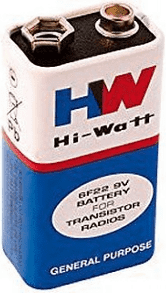 HW
Hi-Watt
6F22 9V
BATTERY
FOR
TRANSISTOR
RADIOS
GENERAL PURPOSE